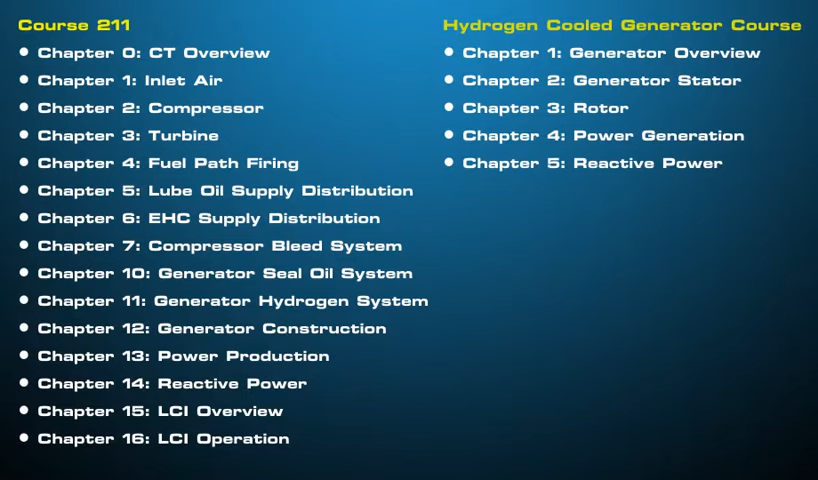 Course 211
• Chapter 0: CT Overview
• Chapter 1: Inlet Air
• Chapter 2: Compressor
• Chapter 3: Turbine
• Chapter 4: Fuel Path Firing
• Chapter 5: Lube Oil Supply Distribution
• Chapter 6: EHC Supply Distribution
• Chapter 7: Compressor Bleed System
• Chapter 10: Generator Seal Oil System
• Chapter 11: Generator Hydrogen System
• Chapter 12: Generator Construction
• Chapter 13: Power Production
• Chapter 14: Reactive Power
• Chapter 15: LCI Overview
• Chapter 16: LCI Operation
Hydrogen Cooled Generator Course
• Chapter 1: Generator Overview
• Chapter 2: Generator Stator
• Chapter 3: Rotor
• Chapter 4: Power Generation
• Chapter 5: Reactive Power